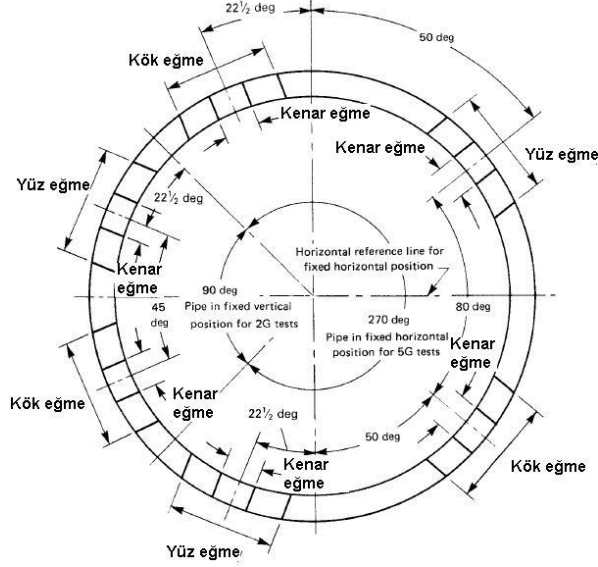 22½ deg
50 deg
Kök eğme
Kenar eğme
Kenar eğme
Yüz eğme
Yüz eğme
22½ deg
Horizontal reference line for
fixed horizontal position
Kenar
eğme
90 deg
Pipe in fixed vertical
position for 2G tests
45
deg
270 deg
Pipe in fixed horizontal
position for 5G tests
80 deg
Kenar
eğme
Kenar
eğme
Kök eğme
22½ deg
50 deg
Kenar
eğme
Kök eğme
Yüz eğme